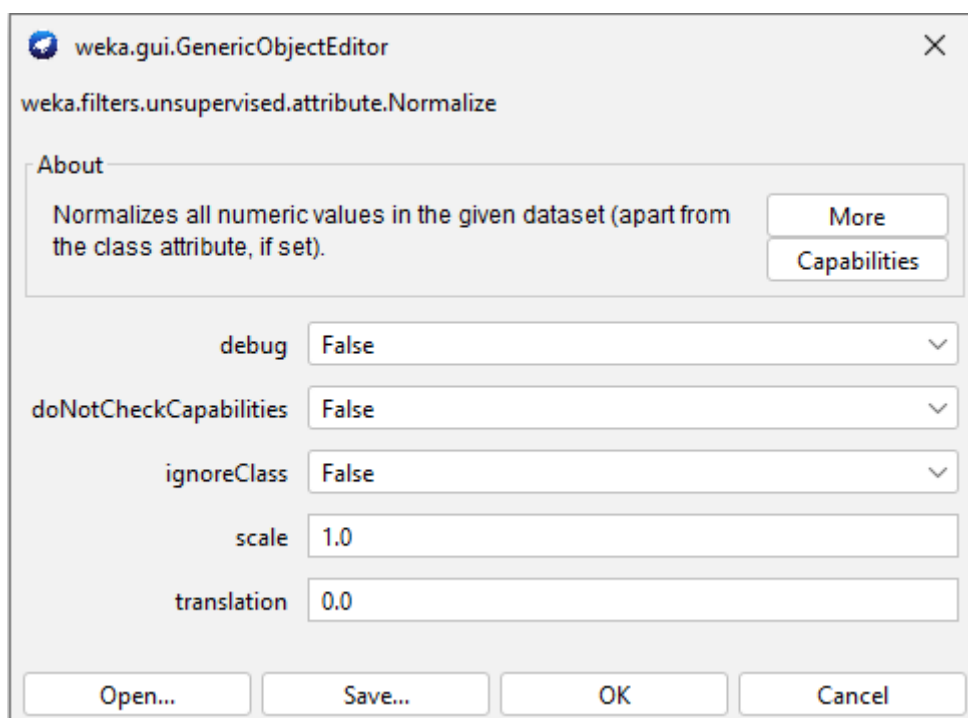 weka.gui.GenericObjectEditor
weka.filters.unsupervised.attribute.Normalize
About
Normalizes all numeric values in the given dataset (apart from
the class attribute, if set).
More
Capabilities
debug False
doNotCheckCapabilities False
ignoreClass False
scale 1.0
translation 0.0
Open... Save... OK Cancel